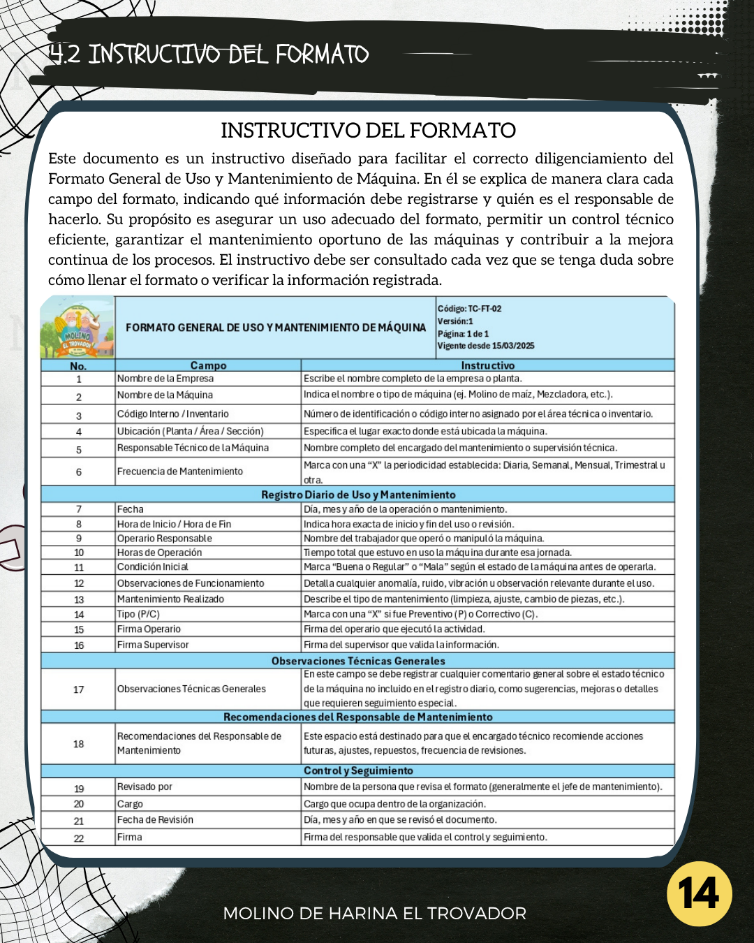 4.2 INSTRUCTIVO DEL FORMATO
INSTRUCTIVO DEL FORMATO
Este documento es un instructivo diseñado para facilitar el correcto diligenciamiento del
Formato General de Uso y Mantenimiento de Máquina. En él se explica de manera clara cada
campo del formato, indicando qué información debe registrarse y quién es el responsable de
hacerlo. Su propósito es asegurar un uso adecuado del formato, permitir un control técnico
eficiente, garantizar el mantenimiento oportuno de las máquinas y contribuir a la mejora
continua de los procesos. El instructivo debe ser consultado cada vez que se tenga duda sobre
cómo llenar el formato o verificar la información registrada.
MOLINO
EL TROVADOR
FORMATO GENERAL DE USO Y MANTENIMIENTO DE MÁQUINA
Código: TC-FT-02
Versión:1
Página: 1 de 1
Vigente desde 15/03/2025
No. Campo Instructivo
1 Nombre de la Empresa Escribe el nombre completo de la empresa o planta.
2 Nombre de la Máquina Indica el nombre o tipo de máquina (ej. Molino de maíz, Mezcladora, etc.).
3 Código Interno / Inventario Número de identificación o código interno asignado por el área técnica o inventario.
4 Ubicación (Planta / Área / Sección) Especifica el lugar exacto donde está ubicada la máquina.
5 Responsable Técnico de la Máquina Nombre completo del encargado del mantenimiento o supervisión técnica.
6 Frecuencia de Mantenimiento Marca con una "X" la periodicidad establecida: Diaria, Semanal, Mensual, Trimestral u
otra.
Registro Diario de Uso y Mantenimiento
7 Fecha Día, mes y año de la operación o mantenimiento.
8 Hora de Inicio / Hora de Fin Indica hora exacta de inicio y fin del uso o revisión.
9 Operario Responsable Nombre del trabajador que operó o manipuló la máquina.
10 Horas de Operación Tiempo total que estuvo en uso la máquina durante esa jornada.
11 Condición Inicial Marca "Buena o Regular" o "Mala" según el estado de la máquina antes de operarla.
12 Observaciones de Funcionamiento Detalla cualquier anomalía, ruido, vibración u observación relevante durante el uso.
13 Mantenimiento Realizado Describe el tipo de mantenimiento (limpieza, ajuste, cambio de piezas, etc.).
14 Tipo (P/C) Marca con una "X" si fue Preventivo (P) o Correctivo (C).
15 Firma Operario Firma del operario que ejecutó la actividad.
16 Firma Supervisor Firma del supervisor que valida la información.
Observaciones Técnicas Generales
17 Observaciones Técnicas Generales En este campo se debe registrar cualquier comentario general sobre el estado técnico
de la máquina no incluido en el registro diario, como sugerencias, mejoras o detalles
que requieren seguimiento especial.
Recomendaciones del Responsable de Mantenimiento
18 Recomendaciones del Responsable de Mantenimiento Este espacio está destinado para que el encargado técnico recomiende acciones
futuras, ajustes, repuestos, frecuencia de revisiones.
Control y Seguimiento
19 Revisado por Nombre de la persona que revisa el formato (generalmente el jefe de mantenimiento).
20 Cargo Cargo que ocupa dentro de la organización.
21 Fecha de Revisión Día, mes y año en que se revisó el documento.
22 Firma Firma del responsable que valida el control y seguimiento.
14
MOLINO DE HARINA EL TROVADOR